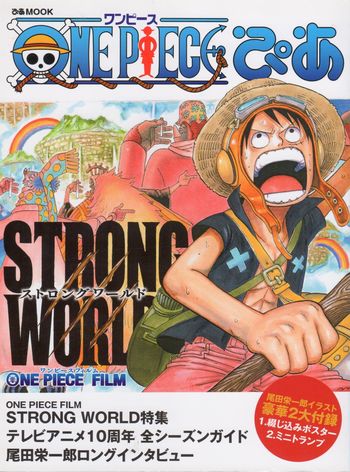 ぴあMOOK
ワンピース
ONE PIECE ぴあ
STRONG
WORLD
ストロングワールド
ワンピースフィルム
ONE PIECE FILM
ONE PIECE FILM
STRONG WORLD特集
テレビアニメ10周年 全シーズンガイド
尾田栄一郎ロングインタビュー
尾田栄一郎イラスト
豪華2大付録
1.綴じ込みポスター
2.ミニトランプ